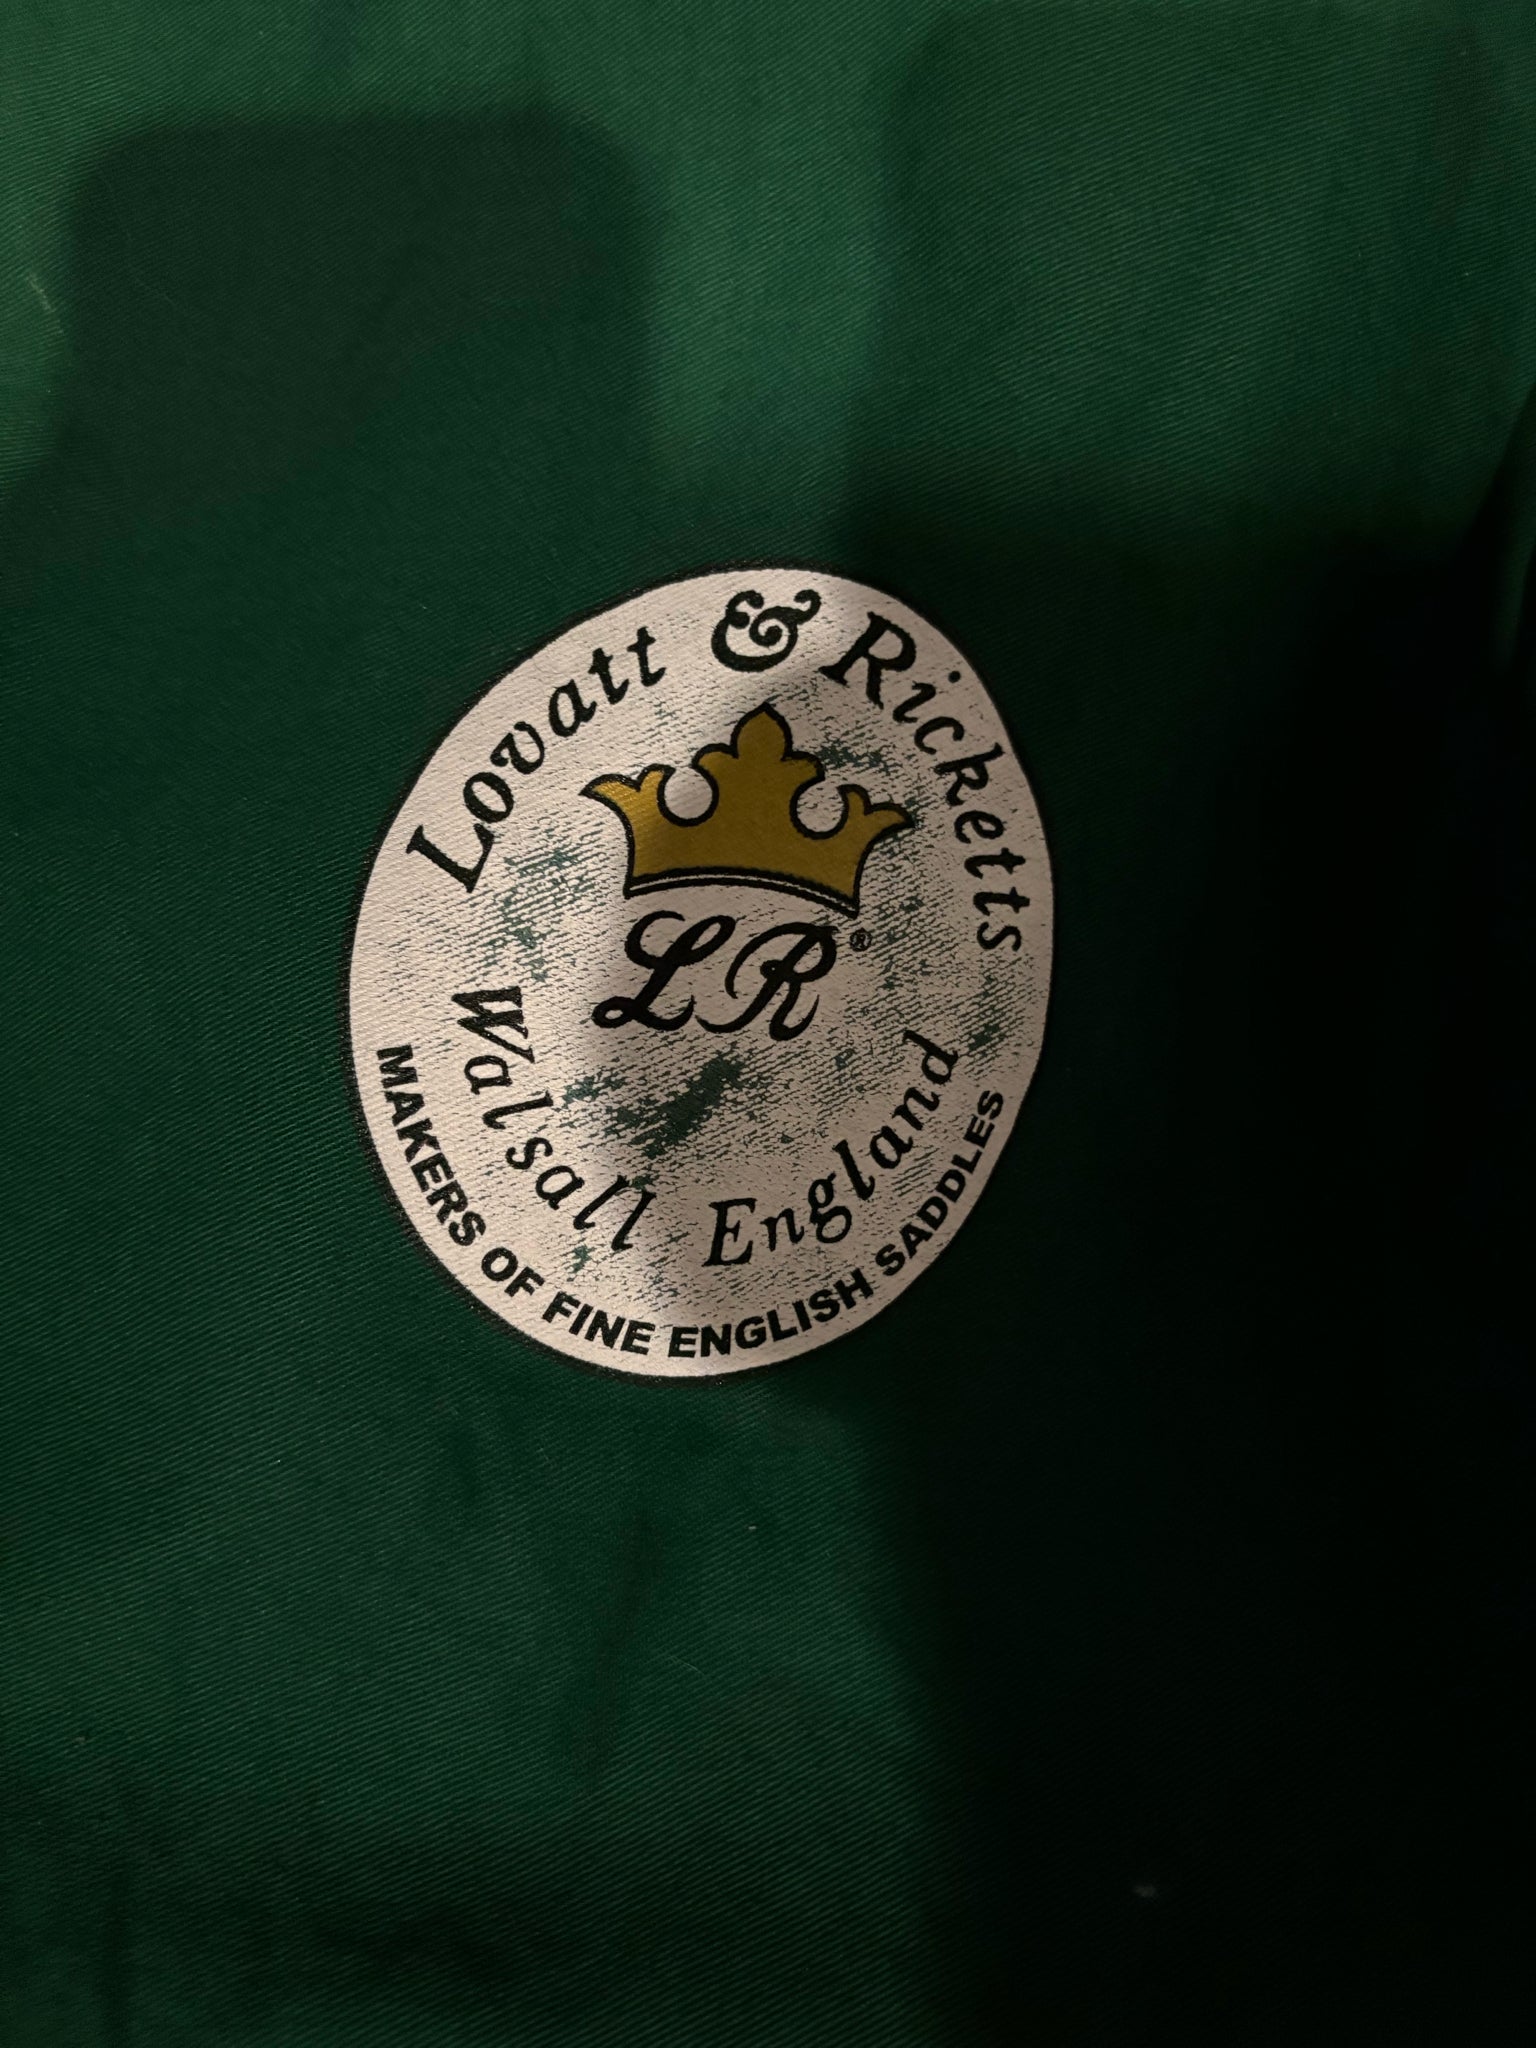 Lovatt & Ricketts
LR®
Walsall England
MAKERS OF FINE ENGLISH SADDLES